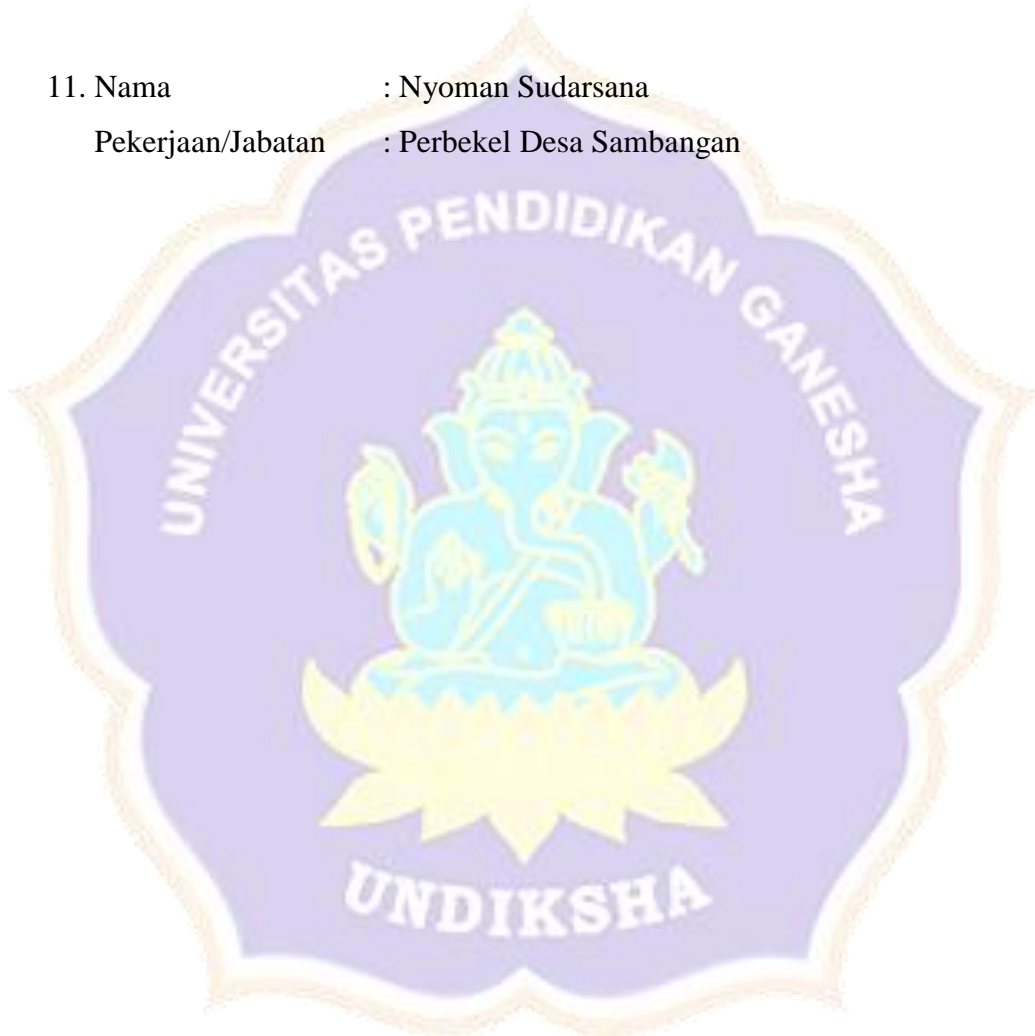 11. Nama : Nyoman Sudarsana
Pekerjaan/Jabatan : Perbekel Desa Sambangan
UNIVERSITAS PENDIDIKAN GANESHA
UNDIKSHA